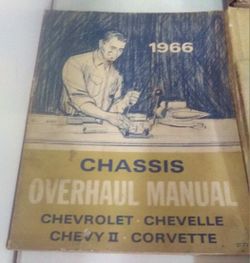 1966
CHASSIS
OVERHAUL MANUAL
CHEVROLET · CHEVELLE
CHEVY II · CORVETTE